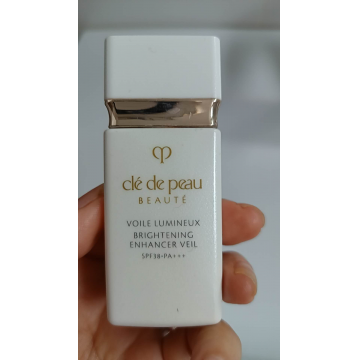 clé de peau
BEAUTÉ
VOILE LUMINEUX
BRIGHTENING
ENHANCER VEIL
SPF38・PA+++